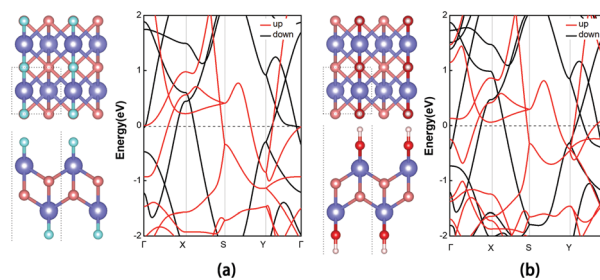 2
1
0
-1
-2
Energy(eV)
up
down
Γ X S Y Γ
(a)
2
1
0
-1
-2
Energy(eV)
up
down
Γ X S Y Γ
(b)